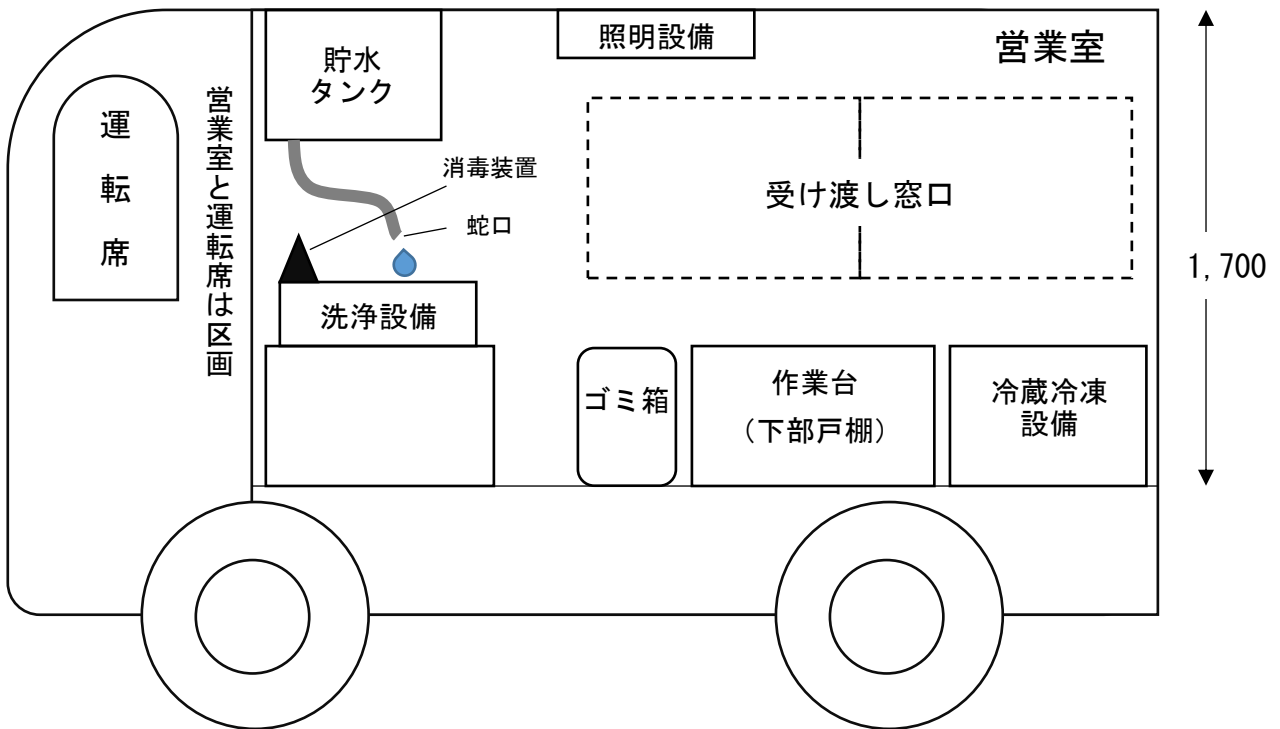 運転席
営業室と運転席は区画
貯水
タンク
消毒装置
蛇口
洗浄設備
照明設備
営業室
受け渡し窓口
ゴミ箱
作業台
（下部戸棚）
冷蔵冷凍
設備
1,700